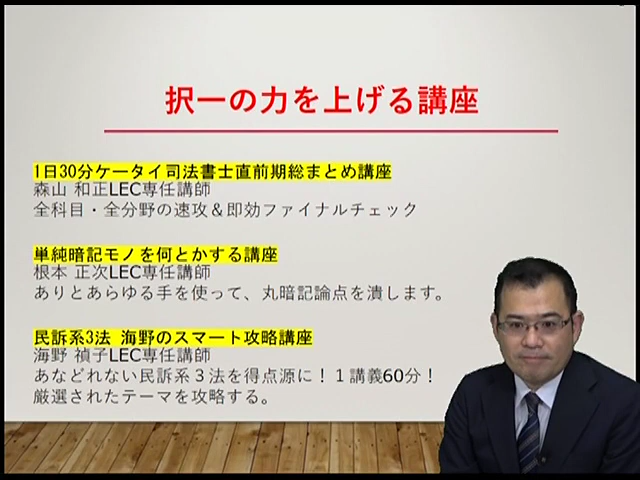 択一の力を上げる講座
1日30分ケータイ司法書士直前期総まとめ講座
森山 和正LEC専任講師
全科目・全分野の速攻＆即効ファイナルチェック
単純暗記モノを何とかする講座
根本 正次LEC専任講師
ありとあらゆる手を使って、丸暗記論点を潰します。
民訴系3法 海野のスマート攻略講座
海野 禎子LEC専任講師
あなどれない民訴系３法を得点源に！１講義60分！
厳選されたテーマを攻略する。